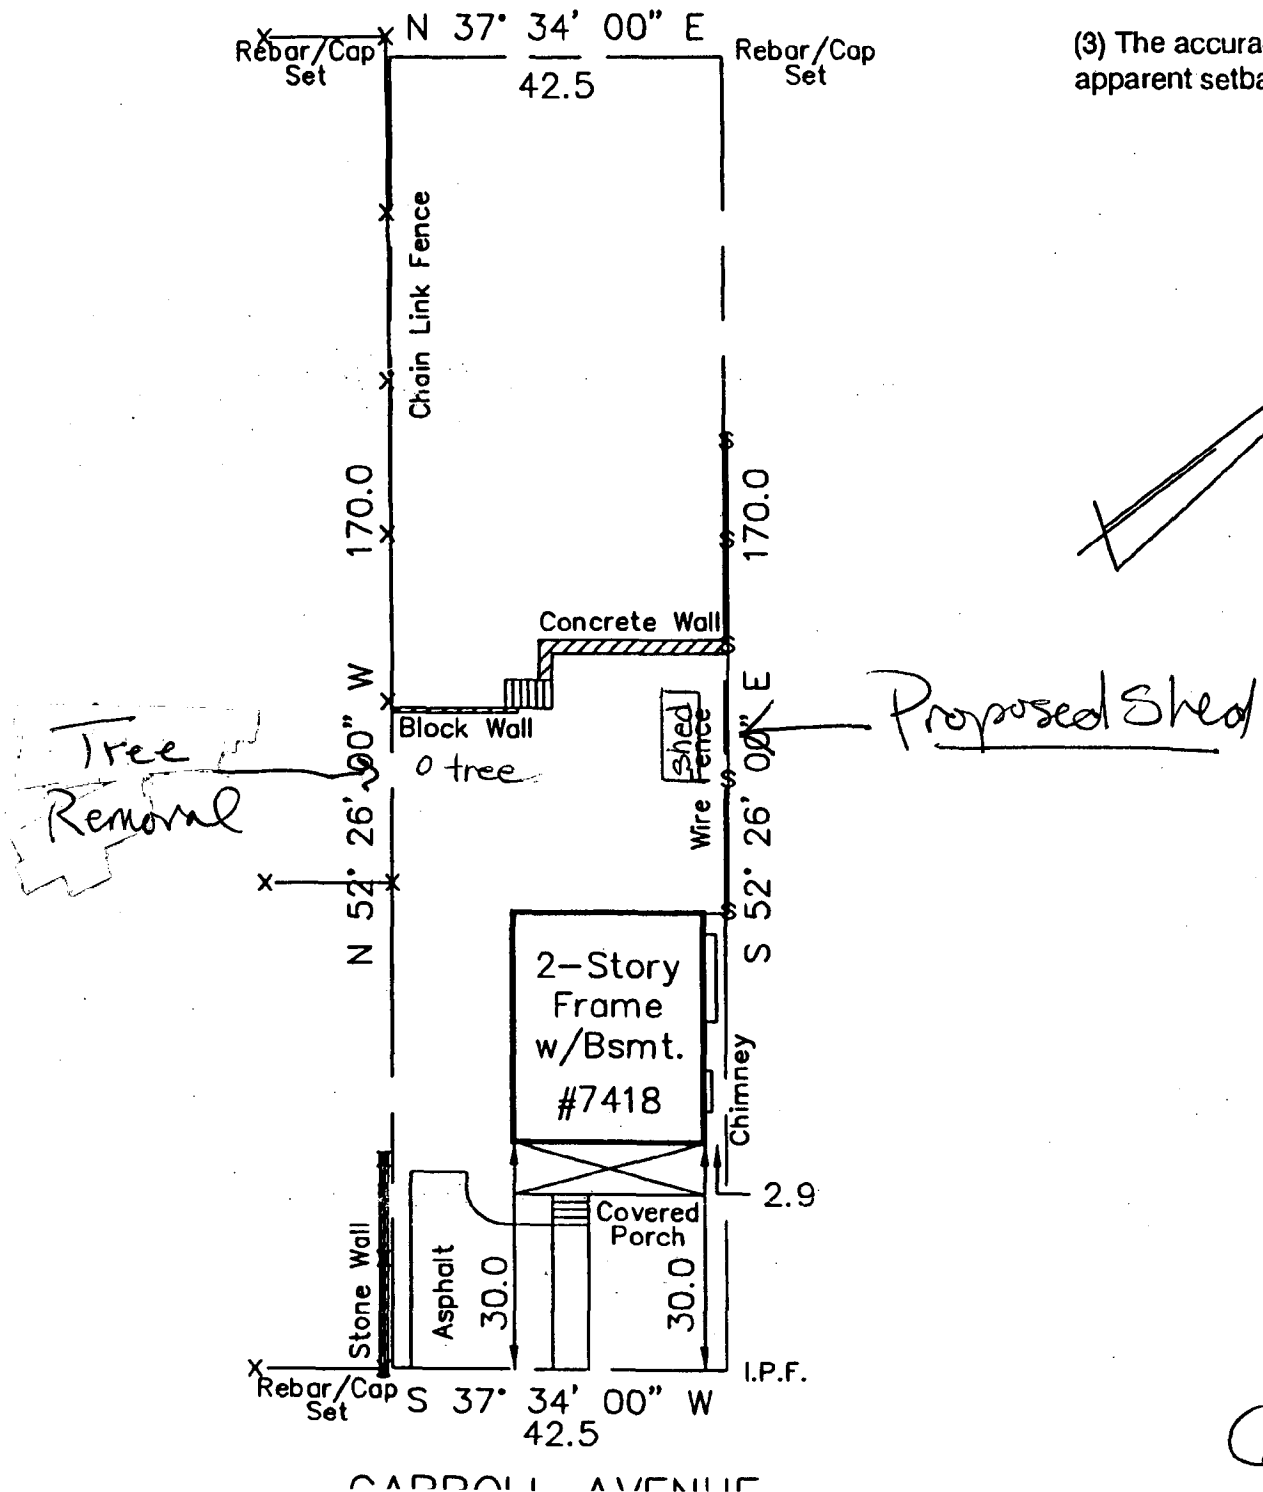 N 37° 34' 00" E
Rebar/Cap
Set
42.5
Rebar/Cap
Set
(3) The accura
apparent setba
Chain Link Fence
170.0
170.0
Concrete Wall
N 52° 26' 00" W
S 52° 26' 00" E
Block Wall
Shed
Wire Fence
Proposed Shed
Tree
Removal
tree
2-Story
Frame
w/Bsmt.
#7418
Chimney
2.9
Covered
Porch
Stone Wall
Asphalt
30.0
30.0
I.P.F.
Rebar/Cap
Set
S 37° 34' 00" W
42.5
CARROLL AVENUE